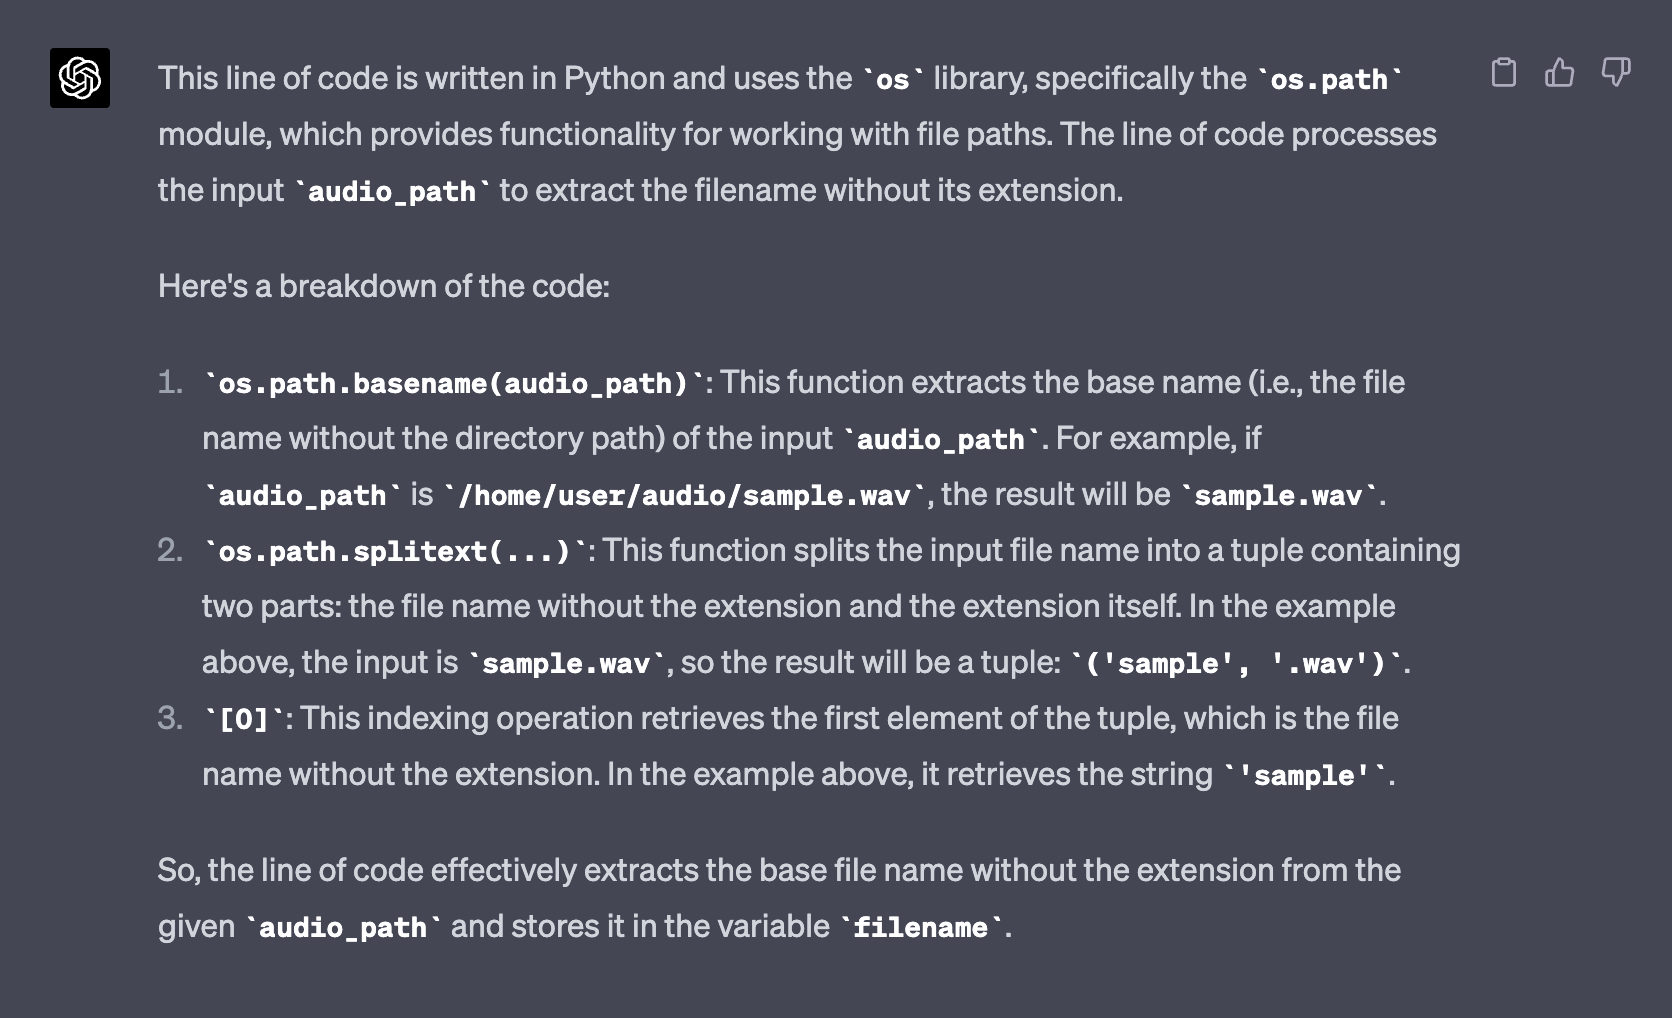 This line of code is written in Python and uses the `os` library, specifically the `os.path`
module, which provides functionality for working with file paths. The line of code processes
the input `audio_path` to extract the filename without its extension.
Here's a breakdown of the code:
1. `os.path.basename(audio_path)`: This function extracts the base name (i.e., the file
name without the directory path) of the input `audio_path`. For example, if
`audio_path` is `/home/user/audio/sample.wav`, the result will be `sample.wav`.
2. `os.path.splitext(...)`: This function splits the input file name into a tuple containing
two parts: the file name without the extension and the extension itself. In the example
above, the input is `sample.wav`, so the result will be a tuple: `('sample', '.wav')`.
3. `[0]`: This indexing operation retrieves the first element of the tuple, which is the file
name without the extension. In the example above, it retrieves the string `'sample'`.
So, the line of code effectively extracts the base file name without the extension from the
given `audio_path` and stores it in the variable `filename`.